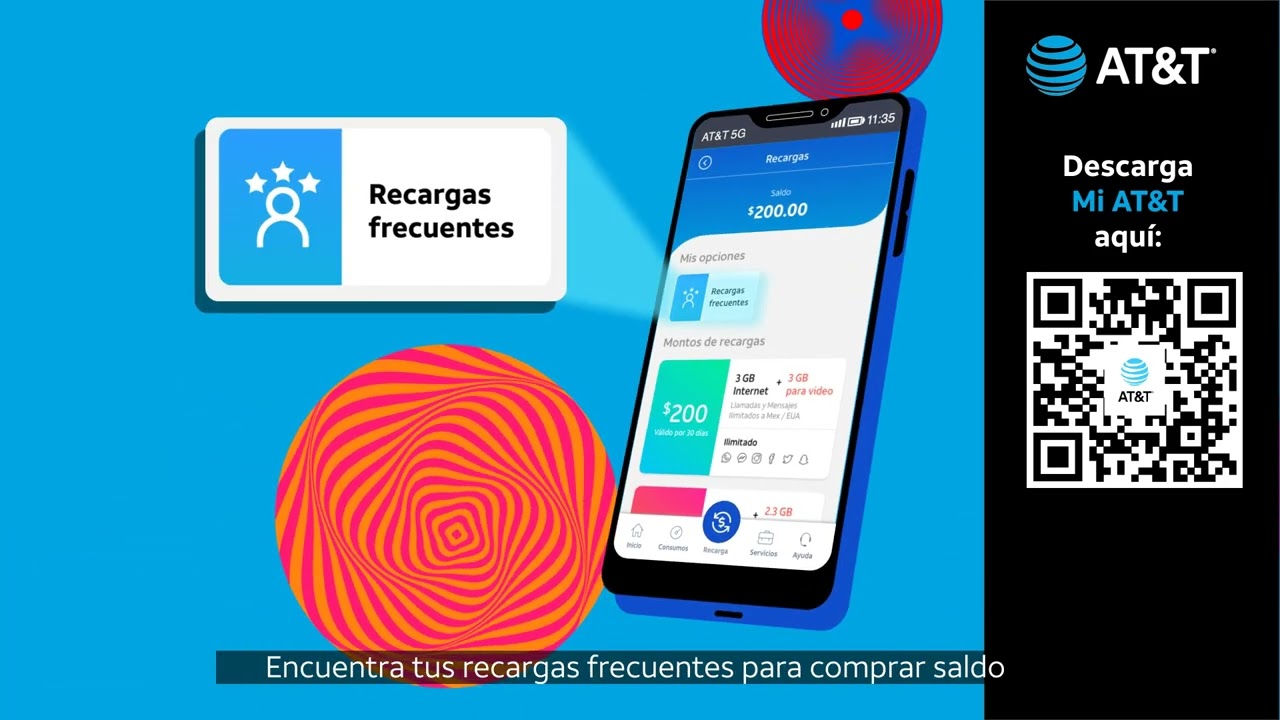 Recargas
frecuentes
AT&T 5G
11:35
Recargas
Saldo
$200.00
Mis opciones
Recargas
frecuentes
Montos de recargas
$200
Válido por 30 días
3 GB
Internet
+
3 GB
para video
Llamadas y Mensajes
ilimitados a Mex / EUA
Ilimitado
+ 2.3 GB
Inicio
Consumos
Recarga
Servicios
Ayuda
Encuentra tus recargas frecuentes para comprar saldo
AT&T
Descarga
Mi AT&T
aquí:
AT&T